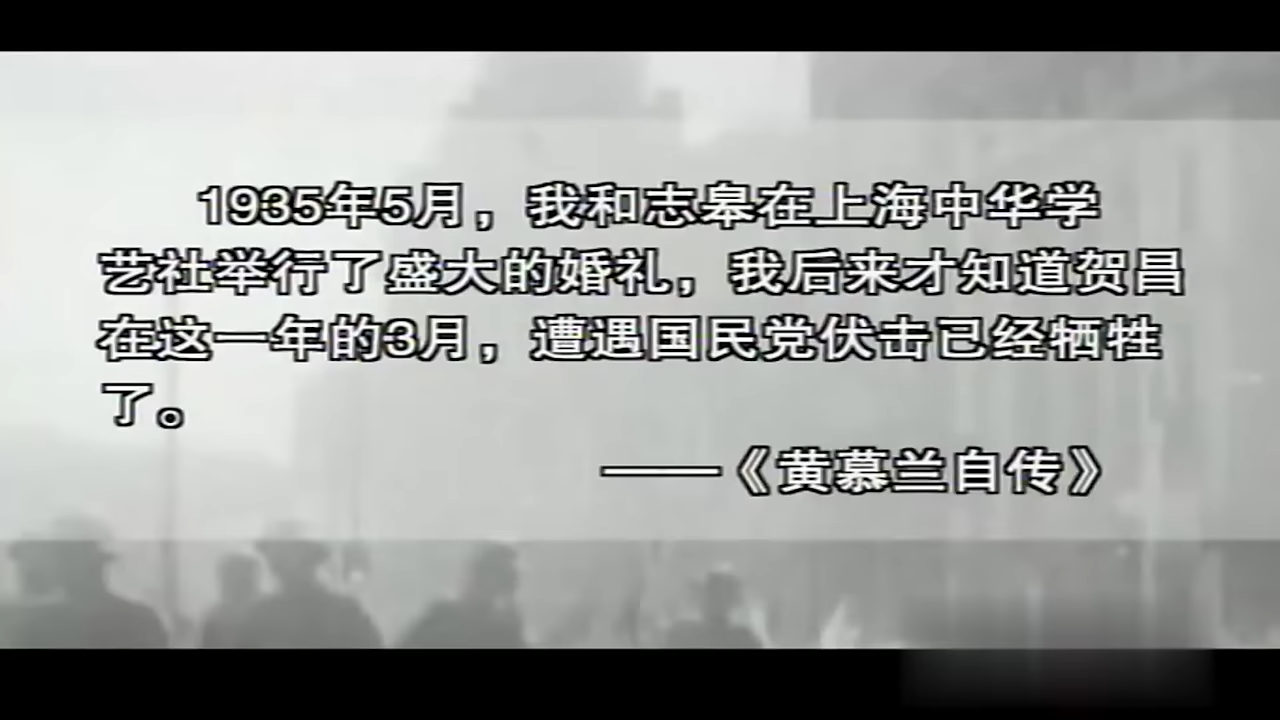 1935年5月，我和志皋在上海中华学
艺社举行了盛大的婚礼，我后来才知道贺昌
在这一年的3月，遭遇国民党伏击已经牺牲
了。
——《黄慕兰自传》